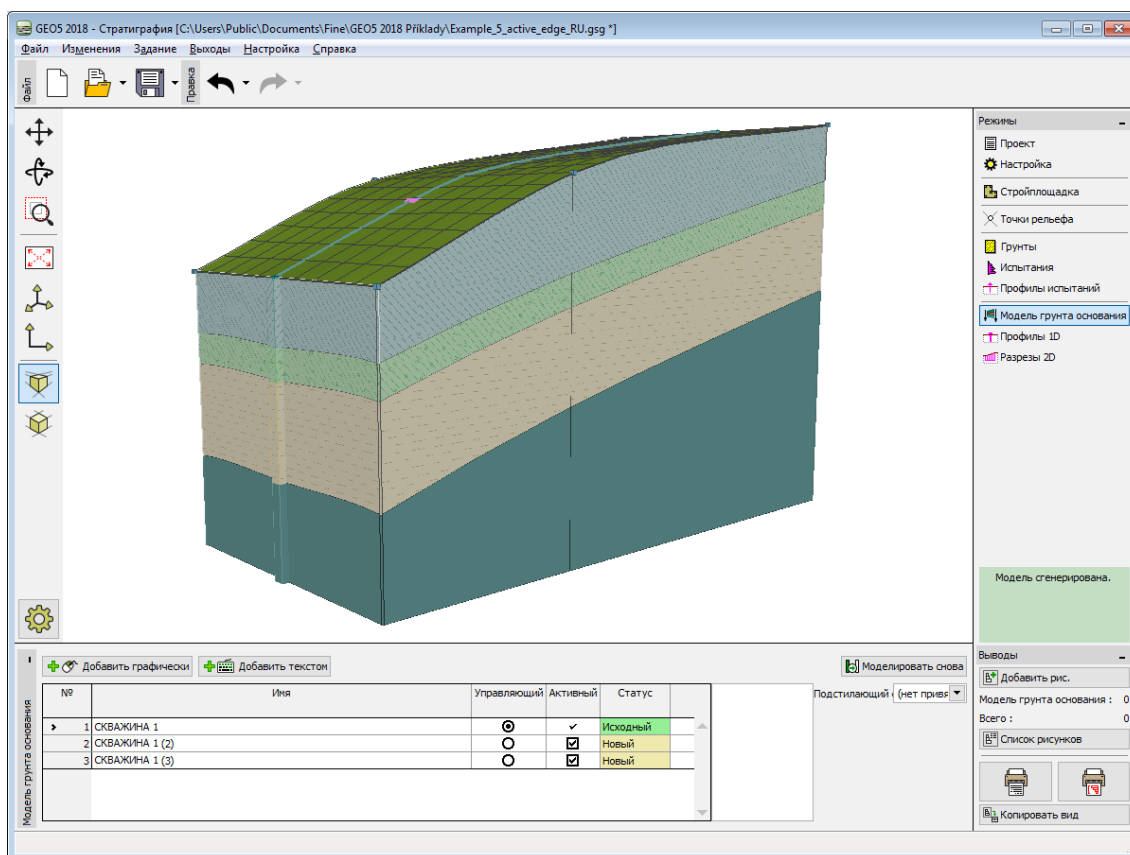 GEO5 2018 - Стратиграфия [C:\Users\Public\Documents\Fine\GEO5 2018 Příklady\Example_5_active_edge_RU.gsg *]
Файл Изменения Задание Выходы Настройка Справка
Файл
Правка
Режимы
Проект
Настройка
Стройплощадка
Точки рельефа
Грунты
Испытания
Профилы испытаний
Модель грунта основания
Профилы 1D
Разрезы 2D
Модель сгенерирована.
Добавить графически Добавить текстом Моделировать снова
№ Имя Управляющий Активный Статус
Подстилающий (нет привя
1 СКВАЖИНА 1 Исходный
2 СКВАЖИНА 1 (2) Новый
3 СКВАЖИНА 1 (3) Новый
Модель грунта основания
Выводы
Добавить рис.
Модель грунта основания : 0
Всего : 0
Список рисунков
Копировать вид